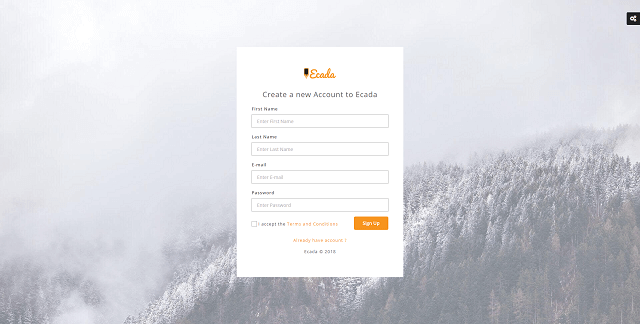 Ecada
Create a new Account to Ecada
First Name
Enter First Name
Last Name
Enter Last Name
E-mail
Enter E-mail
Password
Enter Password
I accept the Terms and Conditions
Sign Up
Already have account ?
Ecada © 2018